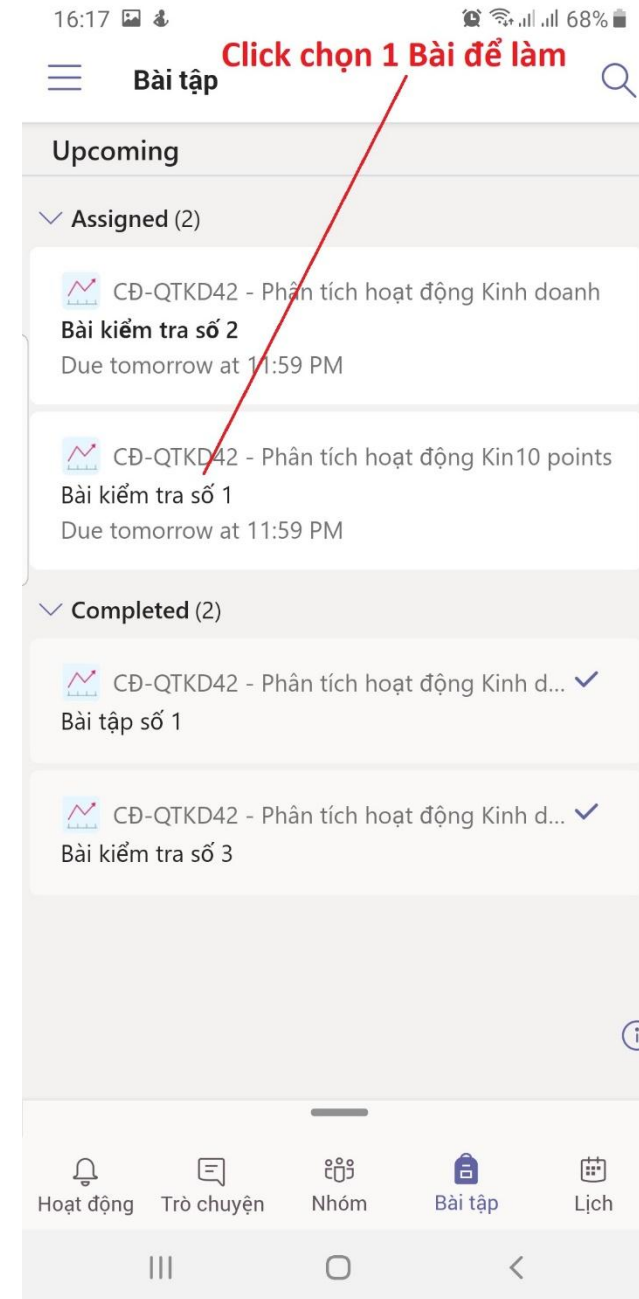 16:17 68%
Click chọn 1 Bài để làm
Bài tập
Upcoming
Assigned (2)
CĐ-QTKD42 - Phân tích hoạt động Kinh doanh
Bài kiểm tra số 2
Due tomorrow at 11:59 PM
CĐ-QTKD42 - Phân tích hoạt động Kin10 points
Bài kiểm tra số 1
Due tomorrow at 11:59 PM
Completed (2)
CĐ-QTKD42 - Phân tích hoạt động Kinh d...
Bài tập số 1
CĐ-QTKD42 - Phân tích hoạt động Kinh d...
Bài kiểm tra số 3
Hoạt động Trò chuyện Nhóm Bài tập Lịch